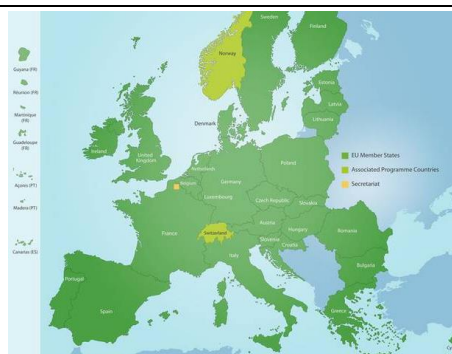 Sweden
Finland
Norway
Guyana (FR)
Réunion (FR)
Martinique
(FR)
Guadeloupe
(FR)
Açores (PT)
Madeira (PT)
Canarias (ES)
Estonia
Latvia
Lithuania
Denmark
Ireland
United
Kingdom
Netherlands
Belgium
Germany
Poland
Luxembourg
Czech Republic
Slovakia
France
Switzerland
Austria
Hungary
Slovenia
Croatia
Romania
Italy
Bulgaria
Portugal
Spain
Greece
EU Member States
Associated Programme Countries
Secretariat